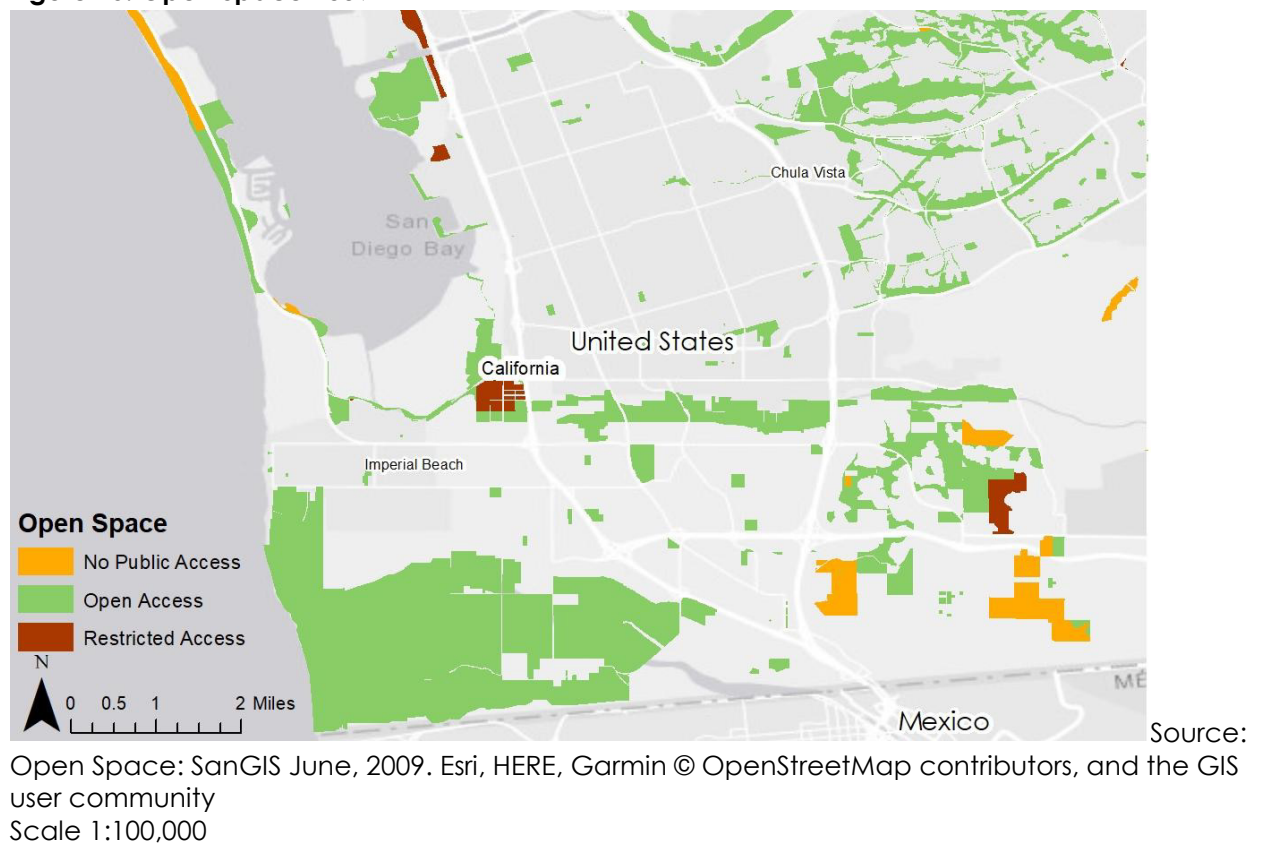 Chula Vista
San
Diego Bay
United States
California
Imperial Beach
Open Space
No Public Access
Open Access
Restricted Access
N
0 0.5 1 2 Miles
MÉ
Mexico
Source:
Open Space: SanGIS June, 2009. Esri, HERE, Garmin © OpenStreetMap contributors, and the GIS
user community
Scale 1:100,000